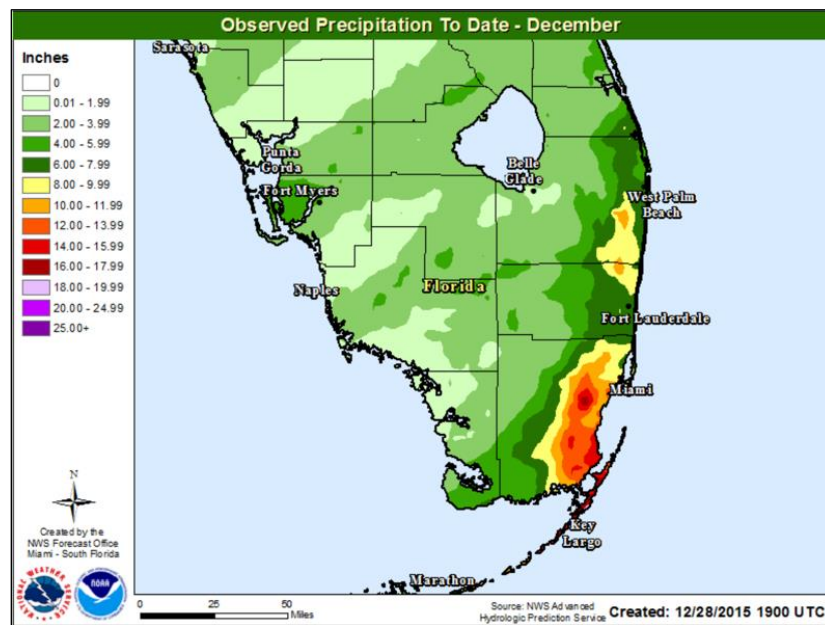 Observed Precipitation To Date - December
Inches
0
0.01 - 1.99
2.00 - 3.99
4.00 - 5.99
6.00 - 7.99
8.00 - 9.99
10.00 - 11.99
12.00 - 13.99
14.00 - 15.99
16.00 - 17.99
18.00 - 19.99
20.00 - 24.99
25.00+
Sarasota
Punta
Gorda
Fort Myers
Belle
Glade
West Palm
Beach
Naples
Florida
Fort Lauderdale
Miami
Key
Largo
Marathon
N
Created by the
NWS Forecast Office
Miami - South Florida
NATIONAL WEATHER SERVICE
NOAA
0 25 50
Miles
Source: NWS Advanced
Hydrologic Prediction Service
Created: 12/28/2015 1900 UTC